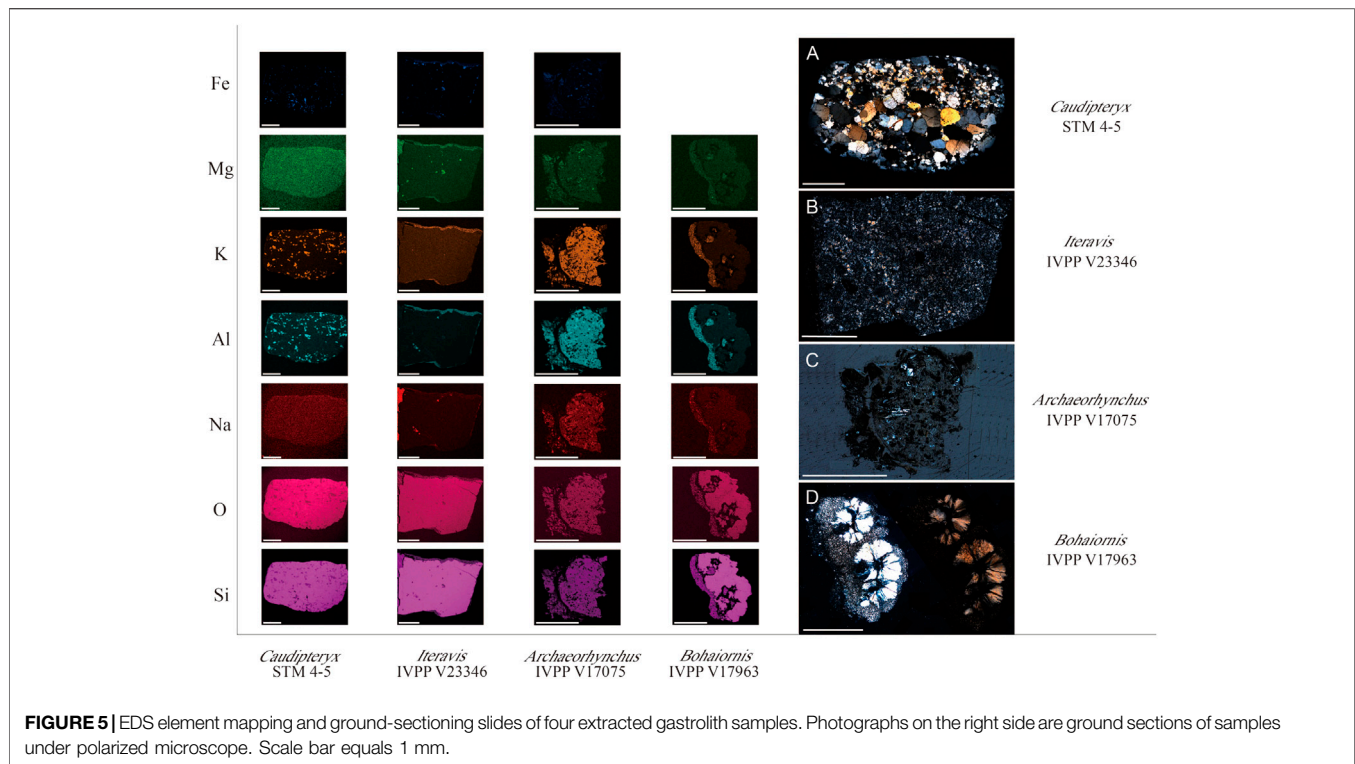 Fe
Mg
K
Al
Na
O
Si
Caudipteryx
STM 4-5
Iteravis
IVPP V23346
Archaeorhynchus
IVPP V17075
Bohaiornis
IVPP V17963
A
Caudipteryx
STM 4-5
B
Iteravis
IVPP V23346
C
Archaeorhynchus
IVPP V17075
D
Bohaiornis
IVPP V17963
FIGURE 5 | EDS element mapping and ground-sectioning slides of four extracted gastrolith samples. Photographs on the right side are ground sections of samples
under polarized microscope. Scale bar equals 1 mm.